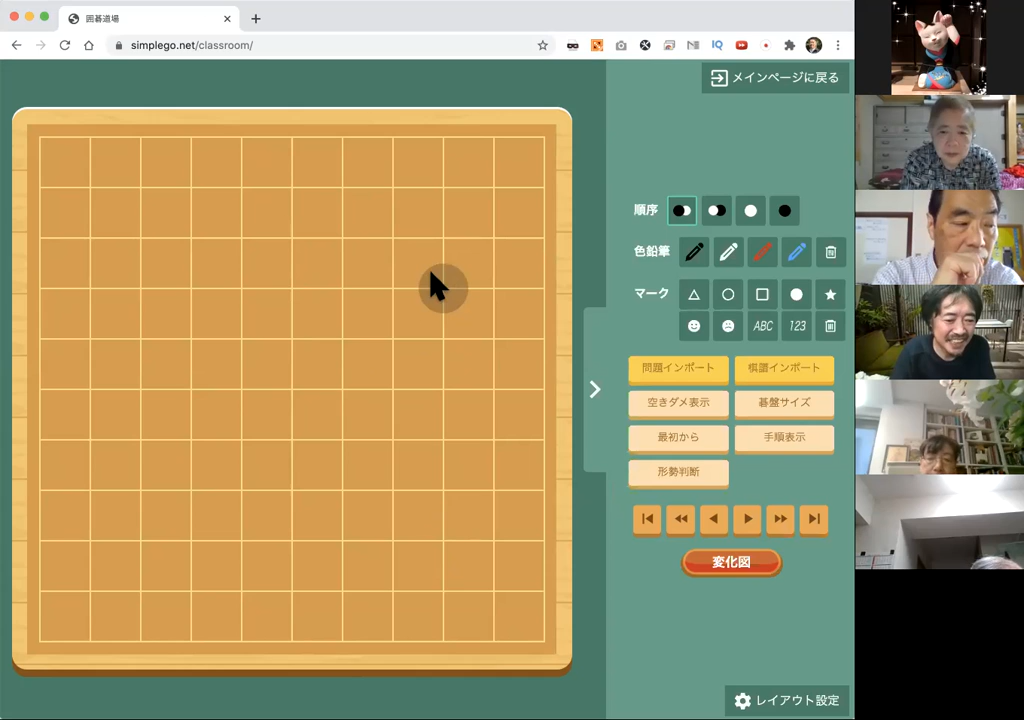 囲碁道場
simplego.net/classroom/
IQ
メインページに戻る
順序
色鉛筆
マーク
ABC
123
問題インポート
棋譜インポート
空きダメ表示
碁盤サイズ
最初から
手順表示
形勢判断
変化図
レイアウト設定